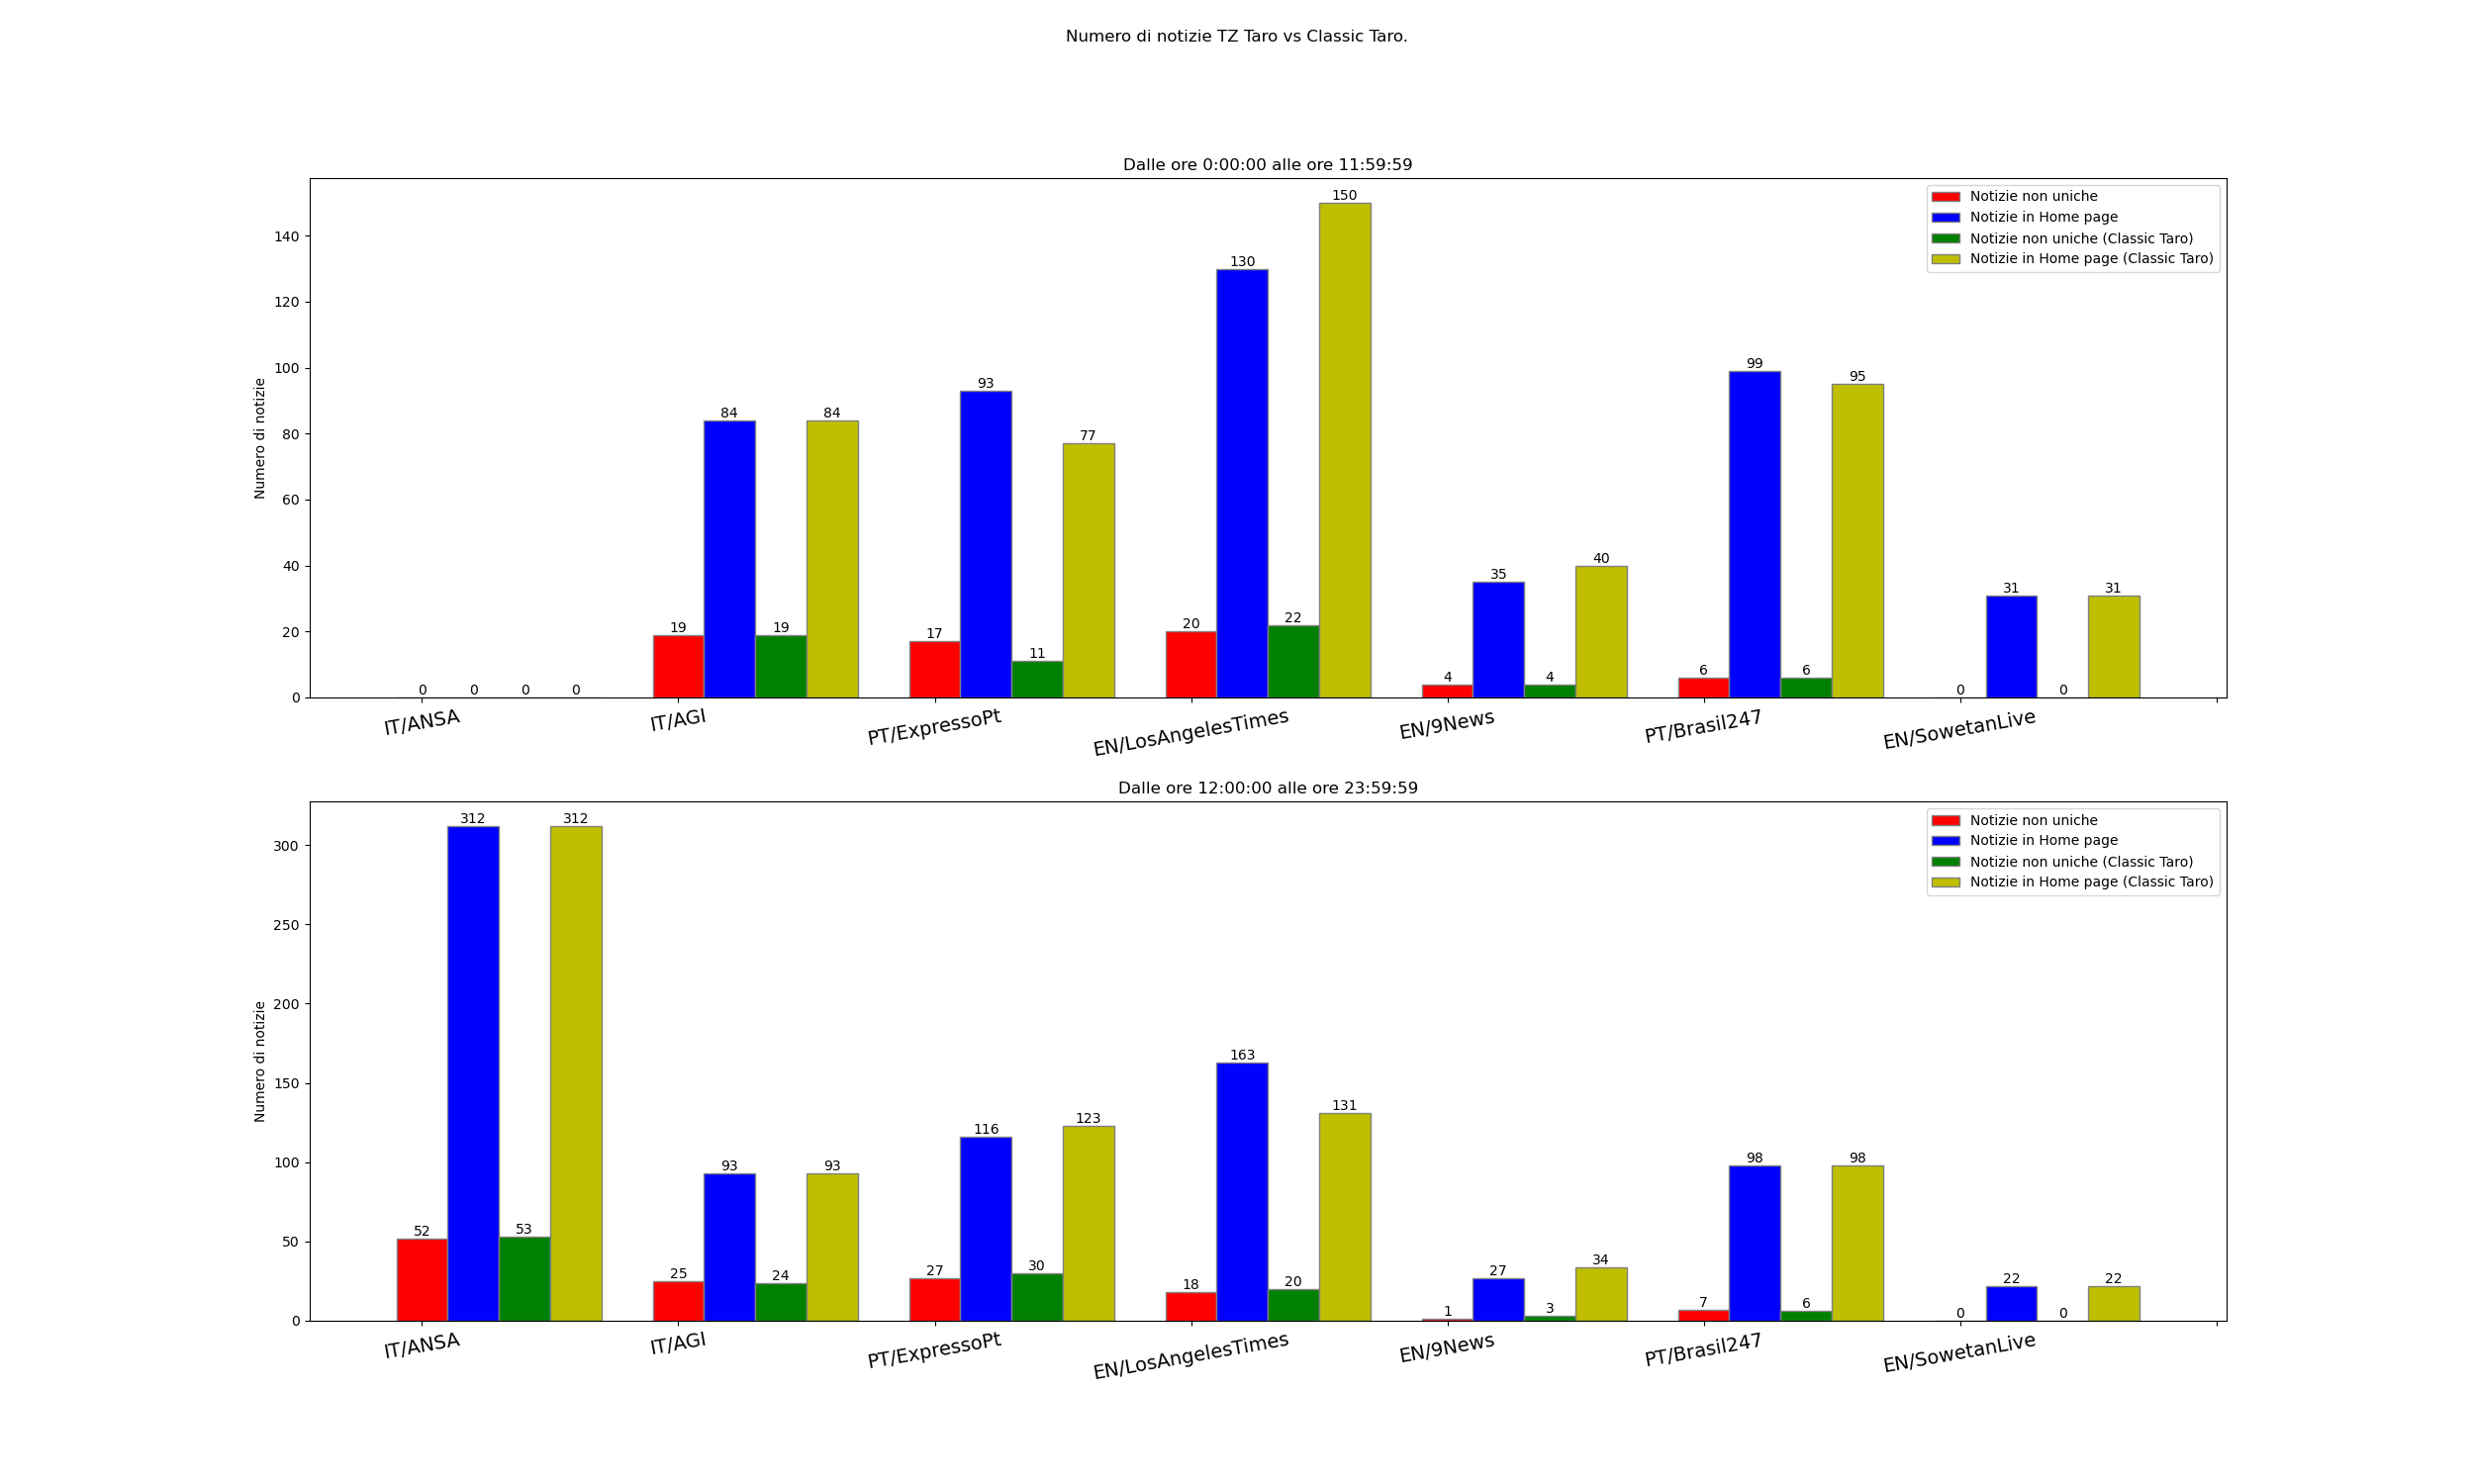 Numero di notizie TZ Taro vs Classic Taro.
Dalle ore 0:00:00 alle ore 11:59:59
Numero di notizie
140
120
100
80
60
40
20
0
Notizie non uniche
Notizie in Home page
Notizie non uniche (Classic Taro)
Notizie in Home page (Classic Taro)
0 0 0 0
19 84 19 84
17 93 11 77
20 130 22 150
4 35 4 40
6 99 6 95
0 31 0 31
IT/ANSA
IT/AGI
PT/ExpressoPt
EN/LosAngelesTimes
EN/9News
PT/Brasil247
EN/SowetanLive
Dalle ore 12:00:00 alle ore 23:59:59
Numero di notizie
300
250
200
150
100
50
0
Notizie non uniche
Notizie in Home page
Notizie non uniche (Classic Taro)
Notizie in Home page (Classic Taro)
52 312 53 312
25 93 24 93
27 116 30 123
18 163 20 131
1 27 3 34
7 98 6 98
0 22 0 22
IT/ANSA
IT/AGI
PT/ExpressoPt
EN/LosAngelesTimes
EN/9News
PT/Brasil247
EN/SowetanLive